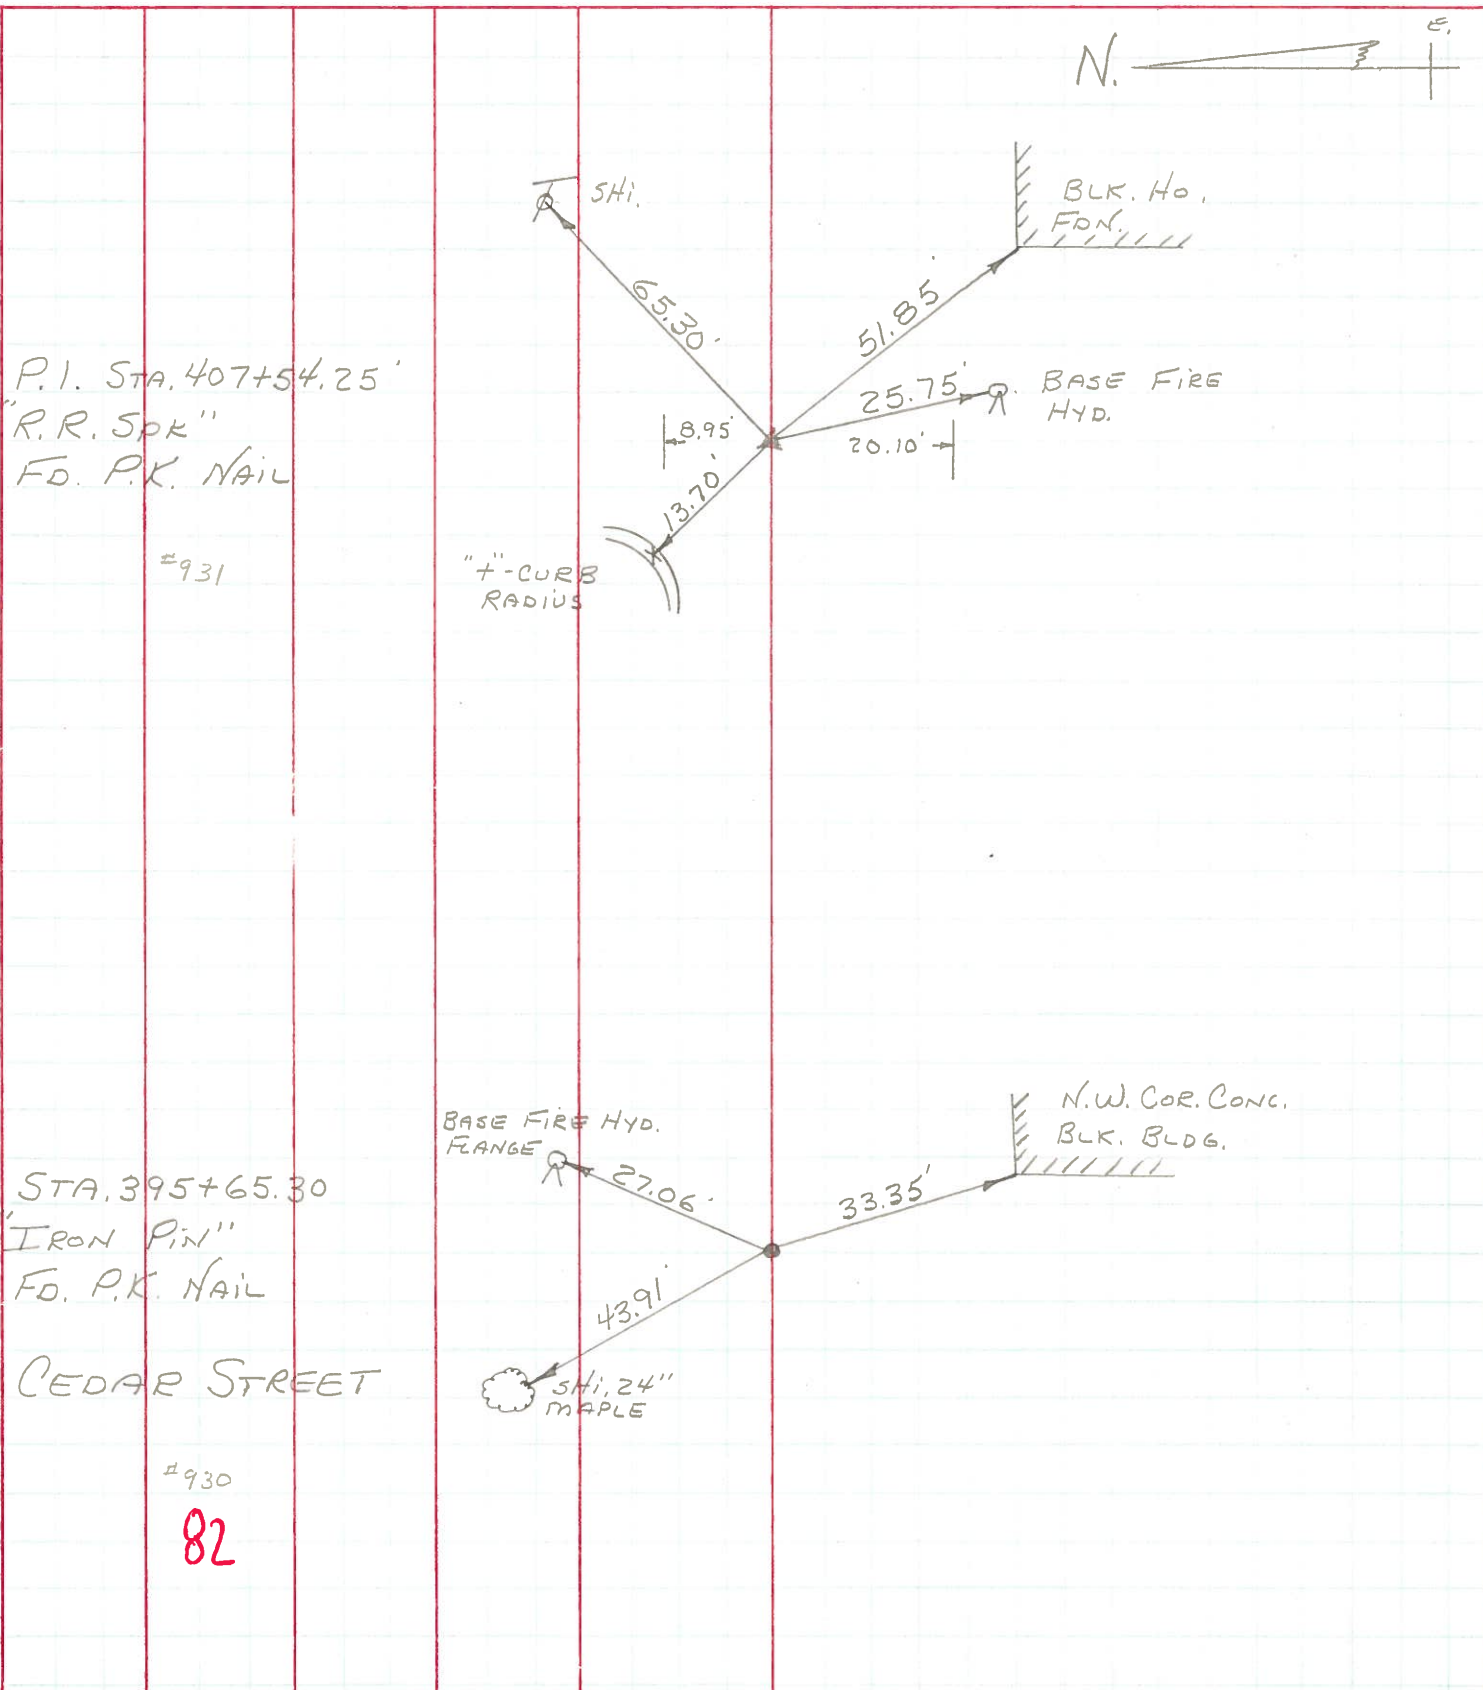 N.
E.
SHi.
BLK. HO.
FDN.
65.30'
51.85'
P.I. STA. 407+54.25'
"R.R. SPK"
FD. P.K. NAIL
25.75'
BASE FIRE
HYD.
8.95'
20.10'
13.70'
#931
"+"-CURB
RADIUS
BASE FIRE HYD.
FLANGE
N.W. COR. CONC.
BLK. BLDG.
27.06'
33.35'
STA. 395+65.30
"IRON PiN"
FD. P.K. NAiL
43.91'
CEDAR STREET
SHi. 24"
MAPLE
#930
82